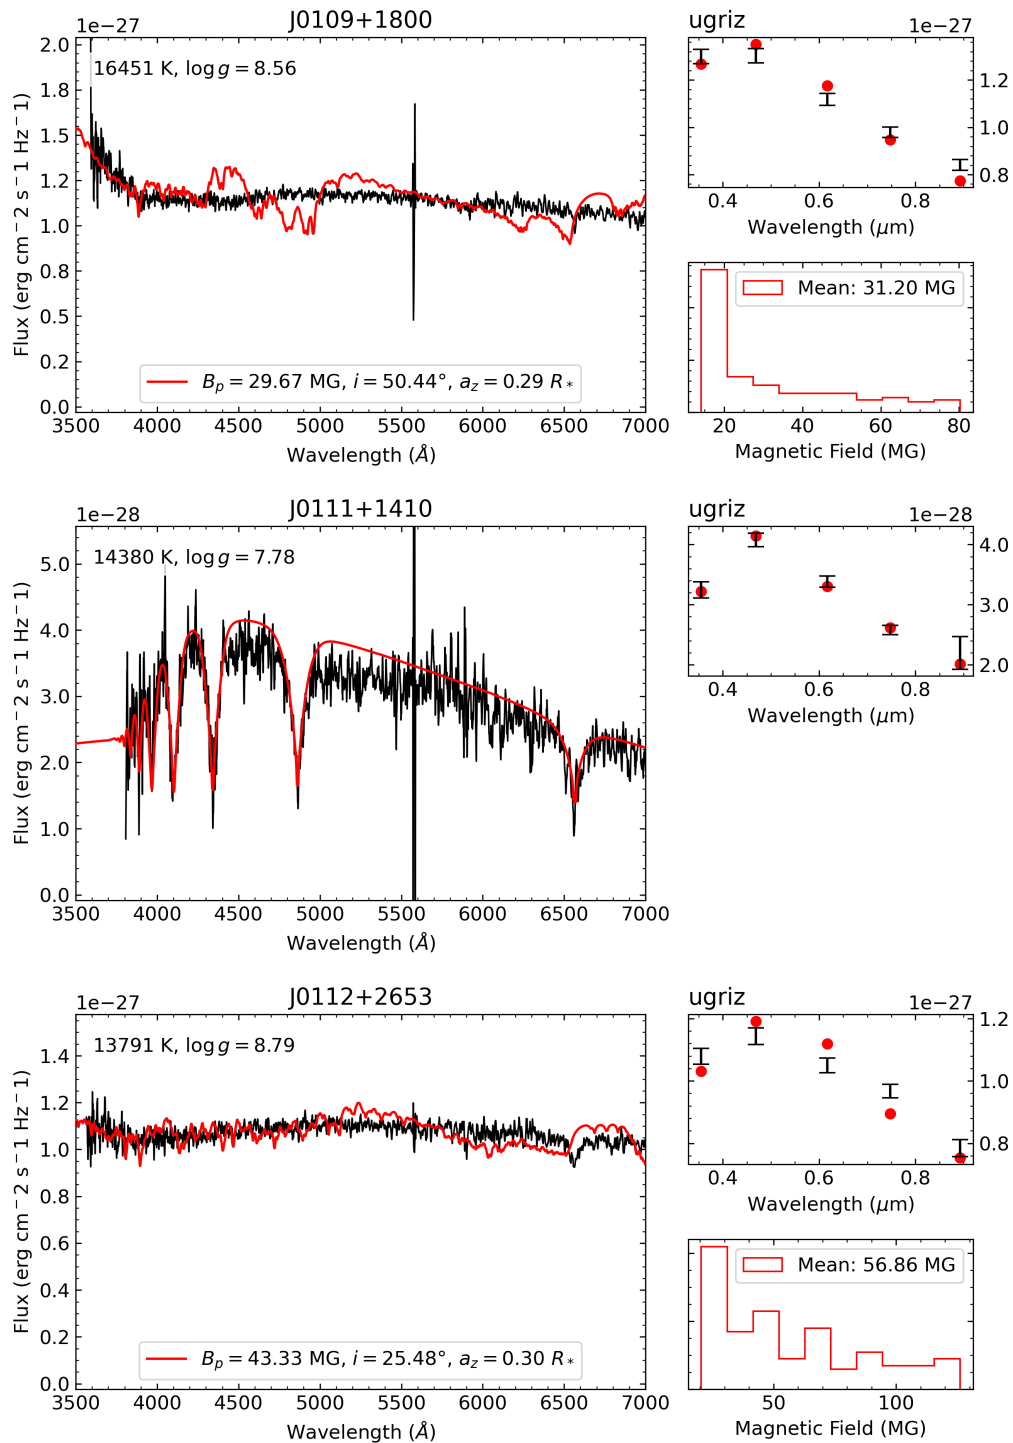 J0109+1800
1e−27
16451 K, log g = 8.56
2.0
1.8
1.5
1.2
1.0
0.8
0.5
0.2
0.0
Flux (erg cm−2 s−1 Hz−1)
B_p = 29.67 MG, i = 50.44°, a_z = 0.29 R_*
3500 4000 4500 5000 5500 6000 6500 7000
Wavelength (Å)
ugriz
1e−27
1.2
1.0
0.8
0.4 0.6 0.8
Wavelength (μm)
Mean: 31.20 MG
20 40 60 80
Magnetic Field (MG)
J0111+1410
1e−28
14380 K, log g = 7.78
5.0
4.0
3.0
2.0
1.0
0.0
Flux (erg cm−2 s−1 Hz−1)
3500 4000 4500 5000 5500 6000 6500 7000
Wavelength (Å)
ugriz
1e−28
4.0
3.0
2.0
0.4 0.6 0.8
Wavelength (μm)
J0112+2653
1e−27
13791 K, log g = 8.79
1.4
1.2
1.0
0.8
0.6
0.4
0.2
0.0
Flux (erg cm−2 s−1 Hz−1)
B_p = 43.33 MG, i = 25.48°, a_z = 0.30 R_*
3500 4000 4500 5000 5500 6000 6500 7000
Wavelength (Å)
ugriz
1e−27
1.2
1.0
0.8
0.4 0.6 0.8
Wavelength (μm)
Mean: 56.86 MG
50 100
Magnetic Field (MG)